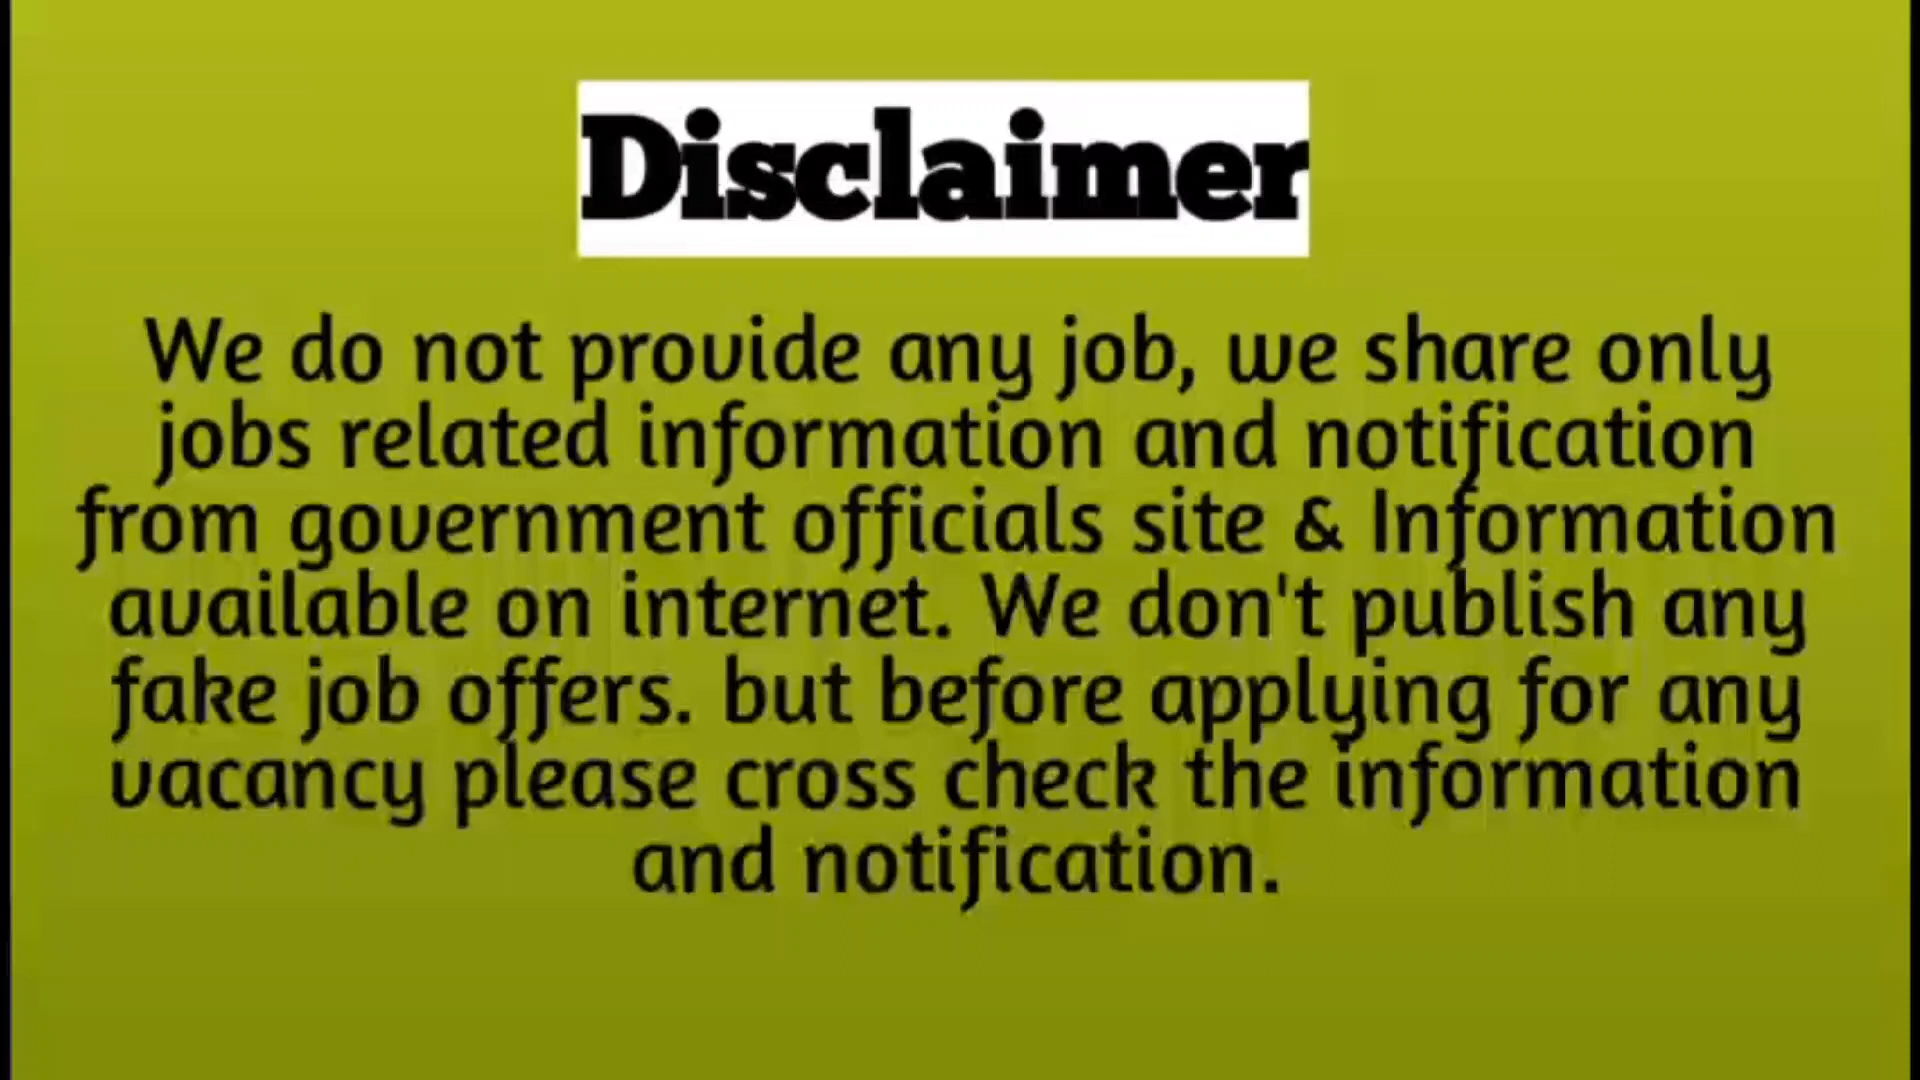 Disclaimer
We do not provide any job, we share only
jobs related information and notification
from government officials site & Information
available on internet. We don't publish any
fake job offers. but before applying for any
vacancy please cross check the information
and notification.